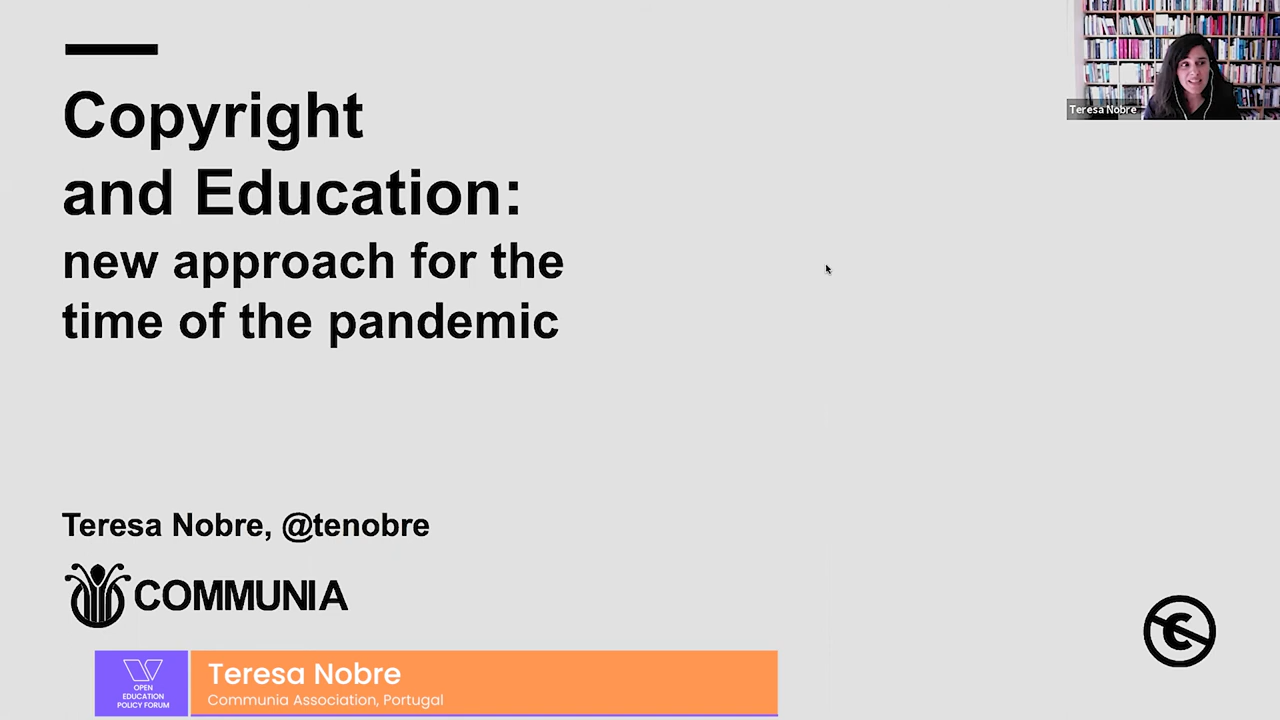 Copyright
and Education:
new approach for the
time of the pandemic
Teresa Nobre
Teresa Nobre, @tenobre
COMMUNIA
OPEN
EDUCATION
POLICY FORUM
Teresa Nobre
Communia Association, Portugal